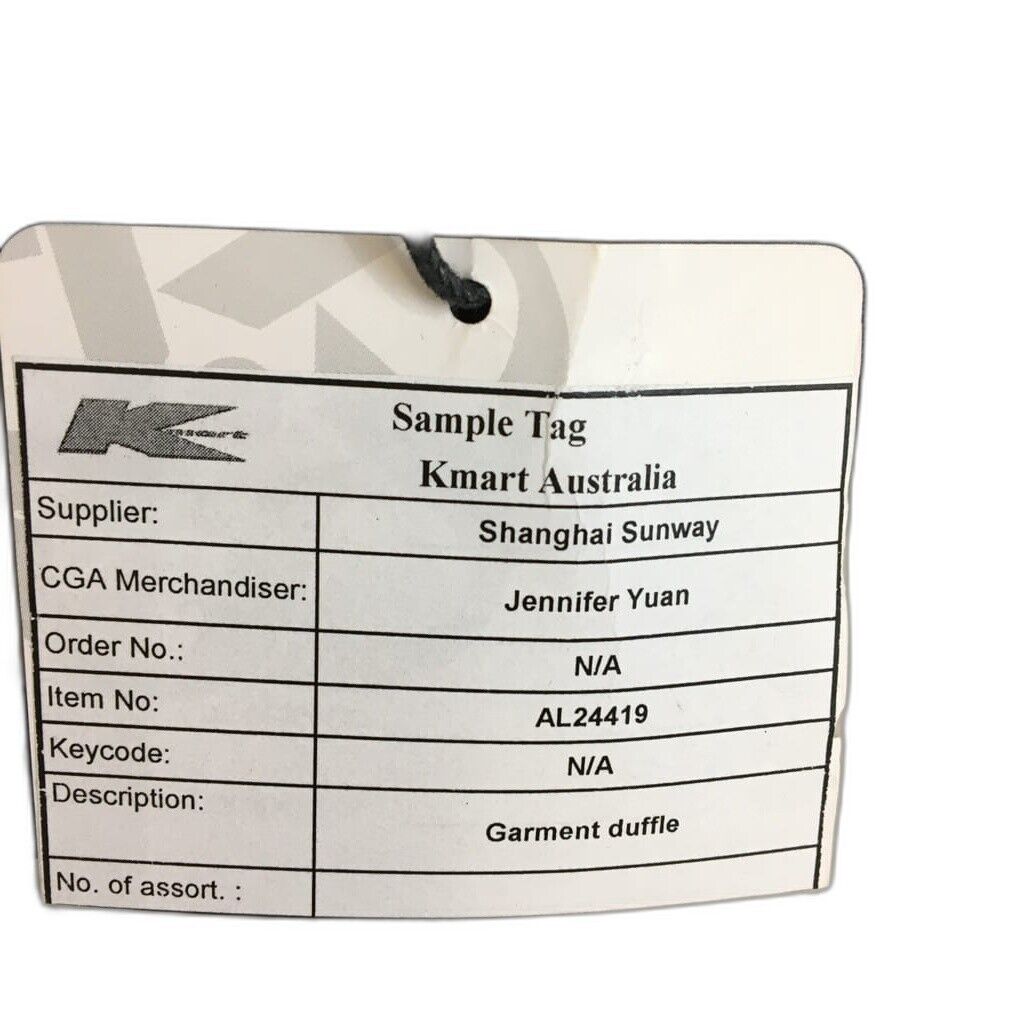 Kmart
Sample Tag
Kmart Australia
Supplier: Shanghai Sunway
CGA Merchandiser: Jennifer Yuan
Order No.: N/A
Item No: AL24419
Keycode: N/A
Description: Garment duffle
No. of assort. :